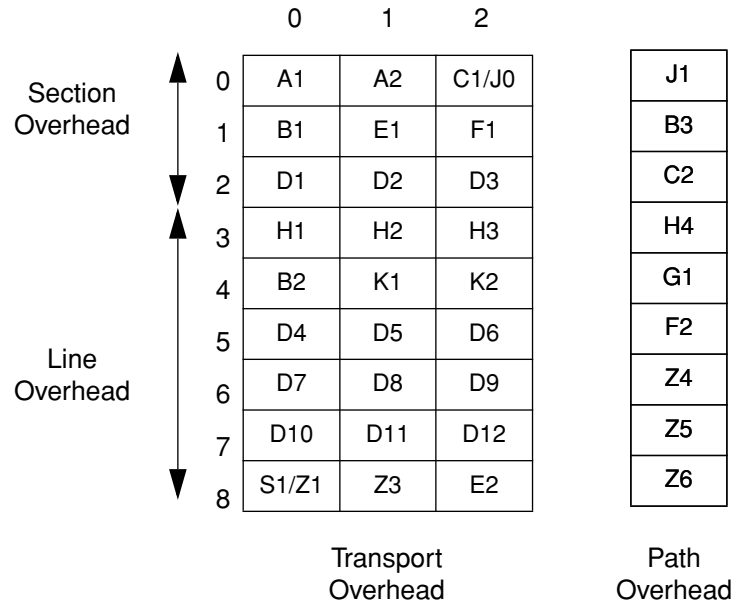 0 1 2
Section
Overhead
0 A1 A2 C1/J0 J1
1 B1 E1 F1 B3
2 D1 D2 D3 C2
3 H1 H2 H3 H4
4 B2 K1 K2 G1
5 D4 D5 D6 F2
Line
Overhead
6 D7 D8 D9 Z4
7 D10 D11 D12 Z5
8 S1/Z1 Z3 E2 Z6
Transport
Overhead
Path
Overhead